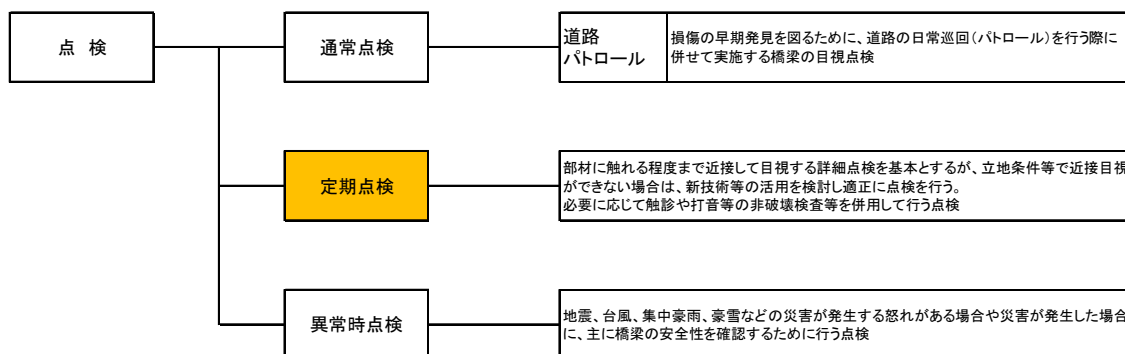 点 検
通常点検
道路
パトロール
損傷の早期発見を図るために、道路の日常巡回(パトロール)を行う際に
併せて実施する橋梁の目視点検
定期点検
部材に触れる程度まで近接して目視する詳細点検を基本とするが、立地条件等で近接目視
ができない場合は、新技術等の活用を検討し適正に点検を行う。
必要に応じて触診や打音等の非破壊検査等を併用して行う点検
異常時点検
地震、台風、集中豪雨、豪雪などの災害が発生する怒れがある場合や災害が発生した場合
に、主に橋梁の安全性を確認するために行う点検